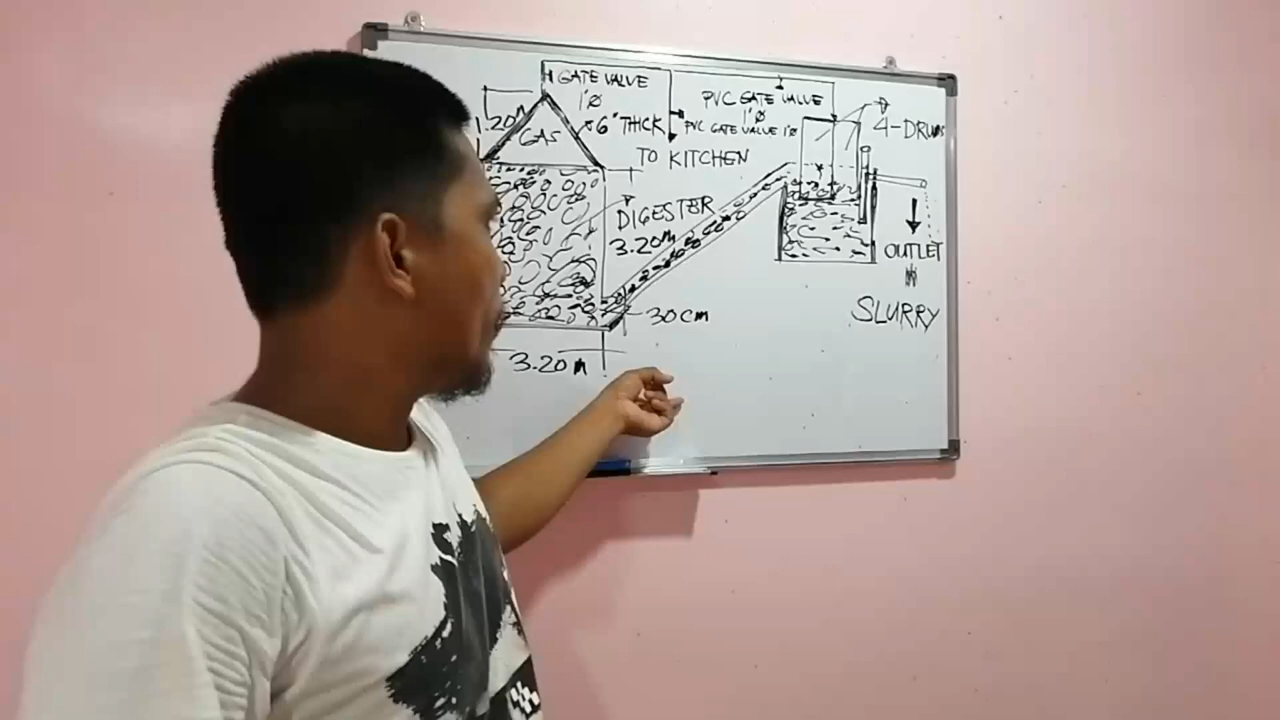 GATE VALVE
1"Ø
1.20m
GAS
6" THICK
PVC GATE VALVE
1"Ø
PVC GATE VALVE 1"Ø
4-DRUMS
TO KITCHEN
DIGESTER
3.20m
30cm
3.20m
OUTLET
SLURRY